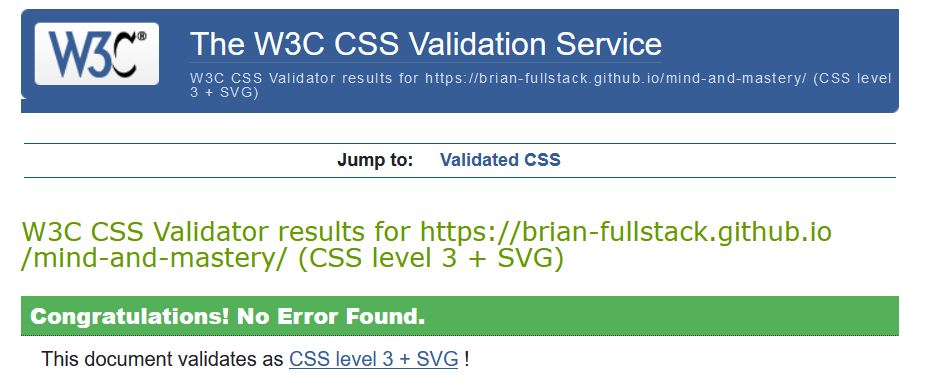 W3C®
The W3C CSS Validation Service
W3C CSS Validator results for https://brian-fullstack.github.io/mind-and-mastery/ (CSS level
3 + SVG)
Jump to: Validated CSS
W3C CSS Validator results for https://brian-fullstack.github.io
/mind-and-mastery/ (CSS level 3 + SVG)
Congratulations! No Error Found.
This document validates as CSS level 3 + SVG !